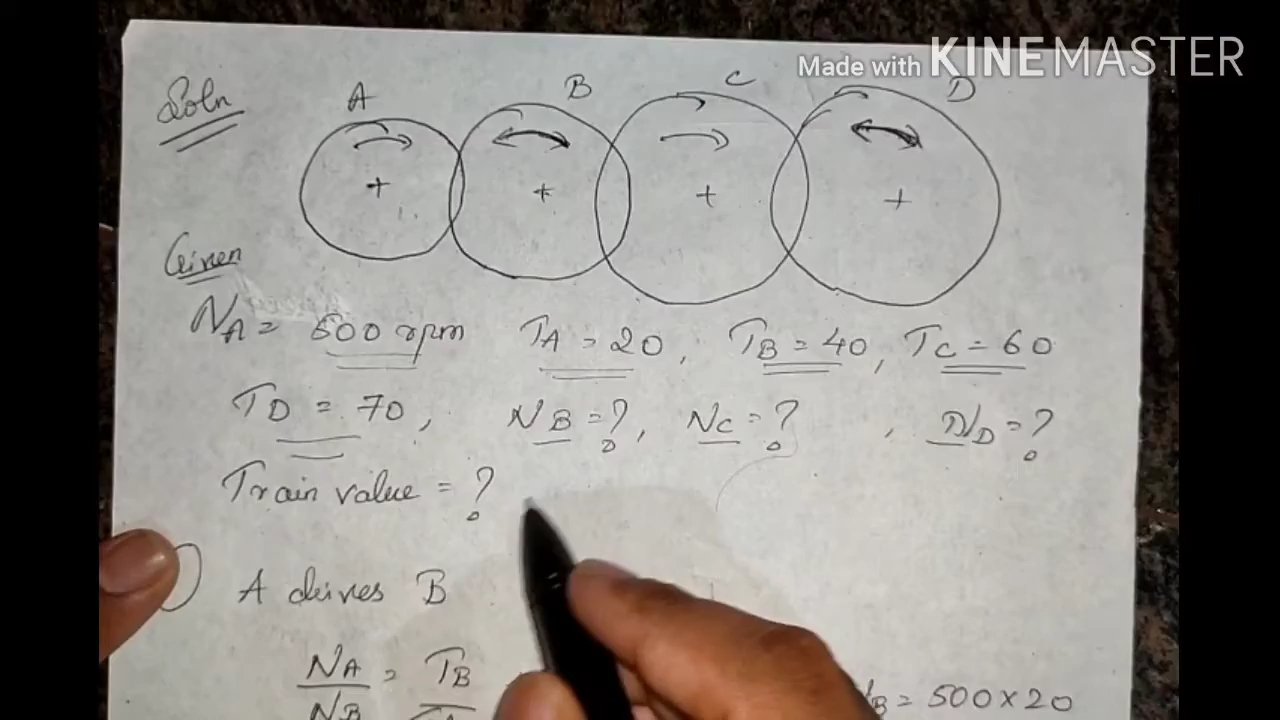 Made with KINEMASTER
Soln
A B C D
Given
NA = 500 rpm TA = 20, TB = 40, TC = 60
TD = 70, NB = ?, NC = ?, ND = ?
Train value = ?
A drives B
NA = TB
NB
B = 500 × 20